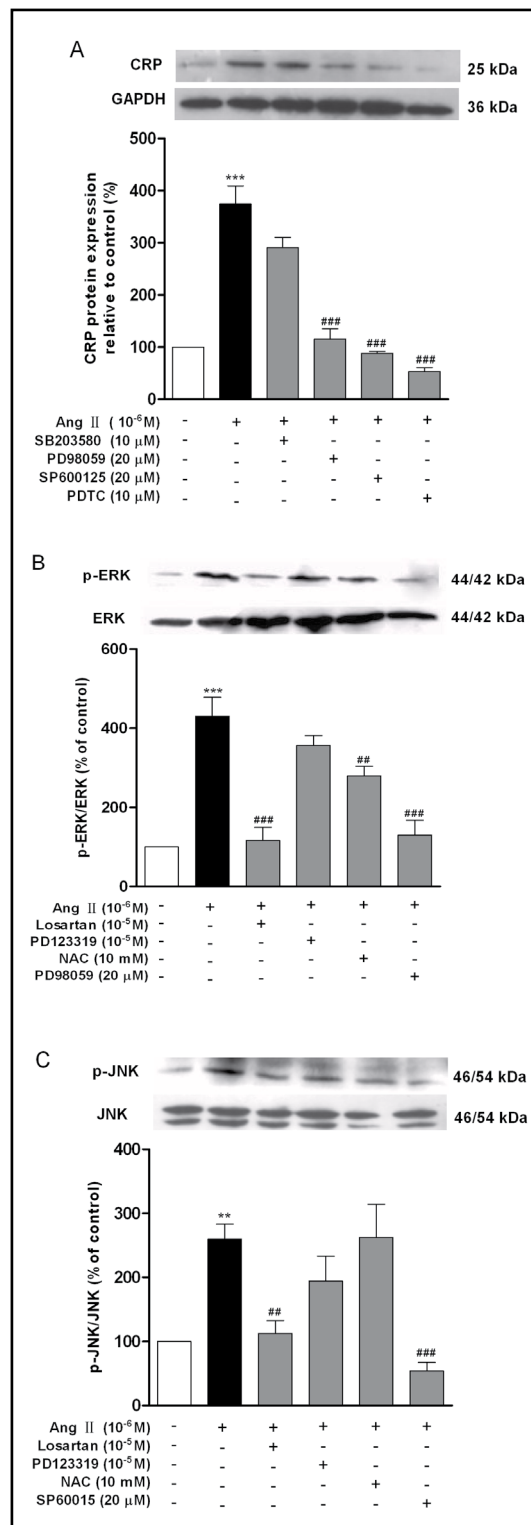 A
CRP 25 kDa
GAPDH 36 kDa
CRP protein expression
relative to control (%)
500
400
300
200
100
0
***
###
###
###
Ang Ⅱ (10⁻⁶M) - + + + + +
SB203580 (10 µM) - - + - - -
PD98059 (20 µM) - - - + - -
SP600125 (20 µM) - - - - + -
PDTC (10 µM) - - - - - +
B
p-ERK 44/42 kDa
ERK 44/42 kDa
p-ERK/ERK (% of control)
600
400
200
0
***
###
##
###
Ang Ⅱ (10⁻⁶M) - + + + + +
Losartan (10⁻⁵M) - - + - - -
PD123319 (10⁻⁵M) - - - + - -
NAC (10 mM) - - - - + -
PD98059 (20 µM) - - - - - +
C
p-JNK 46/54 kDa
JNK 46/54 kDa
p-JNK/JNK (% of control)
400
300
200
100
0
**
##
###
Ang Ⅱ (10⁻⁶M) - + + + + +
Losartan (10⁻⁵M) - - + - - -
PD123319 (10⁻⁵M) - - - + - -
NAC (10 mM) - - - - + -
SP60015 (20 µM) - - - - - +